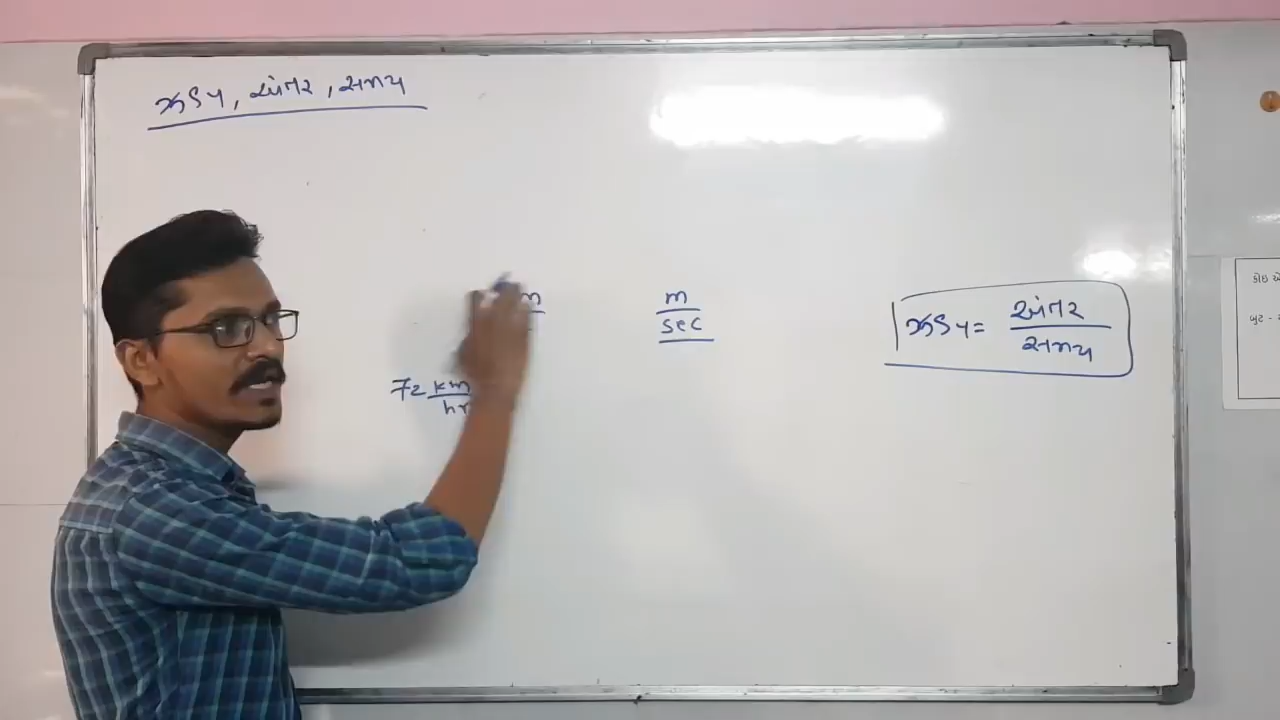 ઝડપ, અંતર, સમય
m
m
sec
ઝડપ = અંતર
સમય
72 km
hr
કોઇ